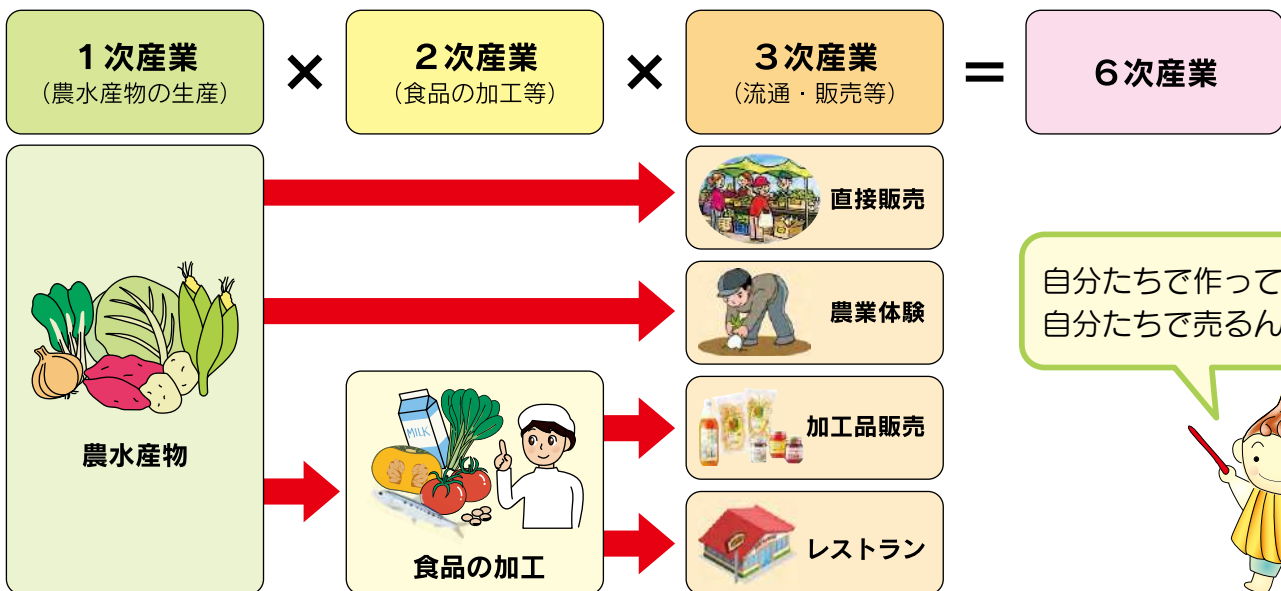 1次産業
(農水産物の生産)
×
2次産業
(食品の加工等)
×
3次産業
(流通・販売等)
=
6次産業
直接販売
農業体験
自分たちで作って
自分たちで売るん
農水産物
MILK
食品の加工
加工品販売
レストラン